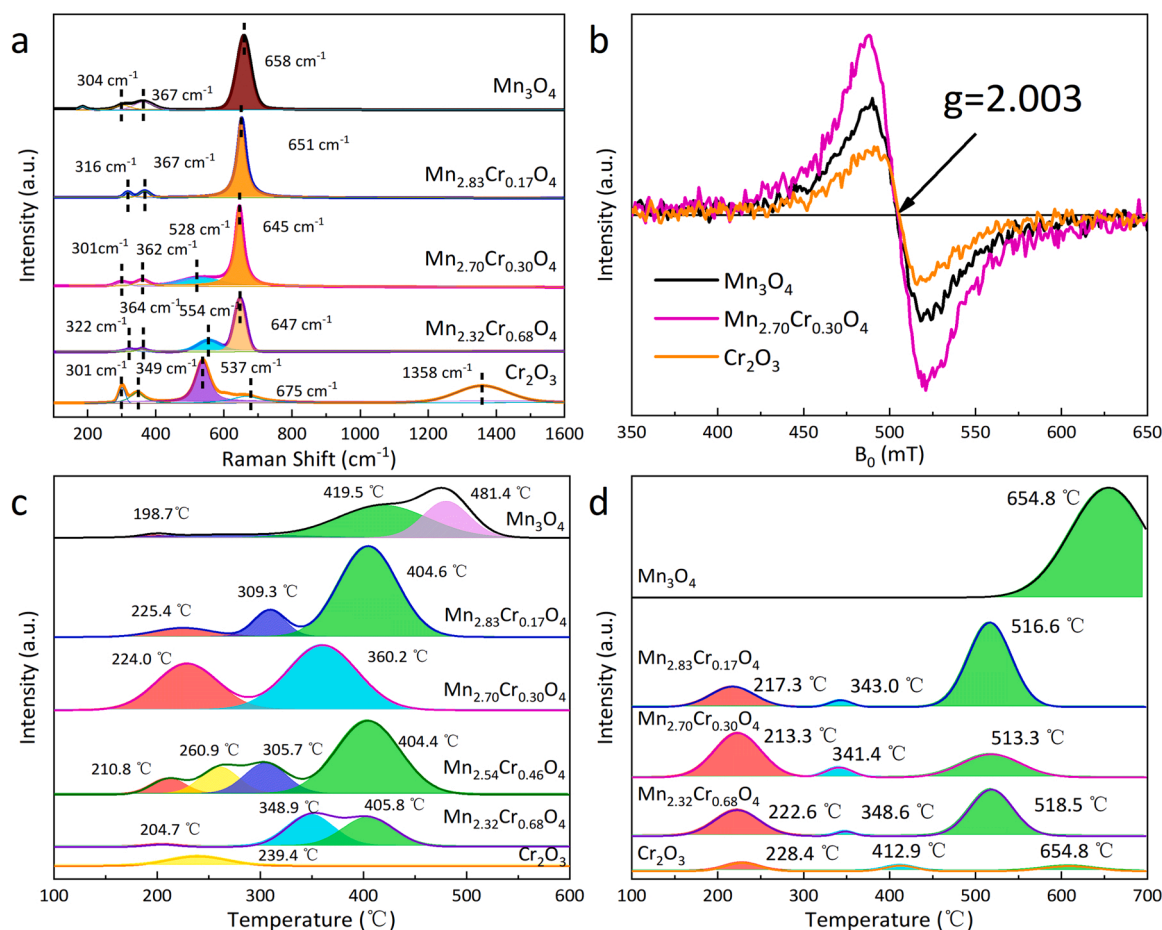 a
304 cm-1
367 cm-1
658 cm-1
Mn3O4
316 cm-1
367 cm-1
651 cm-1
Mn2.83Cr0.17O4
301cm-1
362 cm-1
528 cm-1
645 cm-1
Mn2.70Cr0.30O4
322 cm-1
364 cm-1
554 cm-1
647 cm-1
Mn2.32Cr0.68O4
301 cm-1
349 cm-1
537 cm-1
675 cm-1
1358 cm-1
Cr2O3
Intensity (a.u.)
200 400 600 800 1000 1200 1400 1600
Raman Shift (cm-1)
b
g=2.003
Mn3O4
Mn2.70Cr0.30O4
Cr2O3
Intensity (a.u.)
350 400 450 500 550 600 650
B0 (mT)
c
198.7℃
419.5 ℃
481.4 ℃
Mn3O4
225.4 ℃
309.3 ℃
404.6 ℃
Mn2.83Cr0.17O4
224.0 ℃
360.2 ℃
Mn2.70Cr0.30O4
210.8 ℃
260.9 ℃
305.7 ℃
404.4 ℃
Mn2.54Cr0.46O4
204.7 ℃
348.9 ℃
405.8 ℃
Mn2.32Cr0.68O4
239.4 ℃
Cr2O3
Intensity (a.u.)
100 200 300 400 500 600
Temperature (℃)
d
654.8 ℃
Mn3O4
Mn2.83Cr0.17O4
217.3 ℃
343.0 ℃
516.6 ℃
Mn2.70Cr0.30O4
213.3 ℃
341.4 ℃
513.3 ℃
Mn2.32Cr0.68O4
222.6 ℃
348.6 ℃
518.5 ℃
Cr2O3
228.4 ℃
412.9 ℃
654.8 ℃
Intensity (a.u.)
100 200 300 400 500 600 700
Temperature (℃)